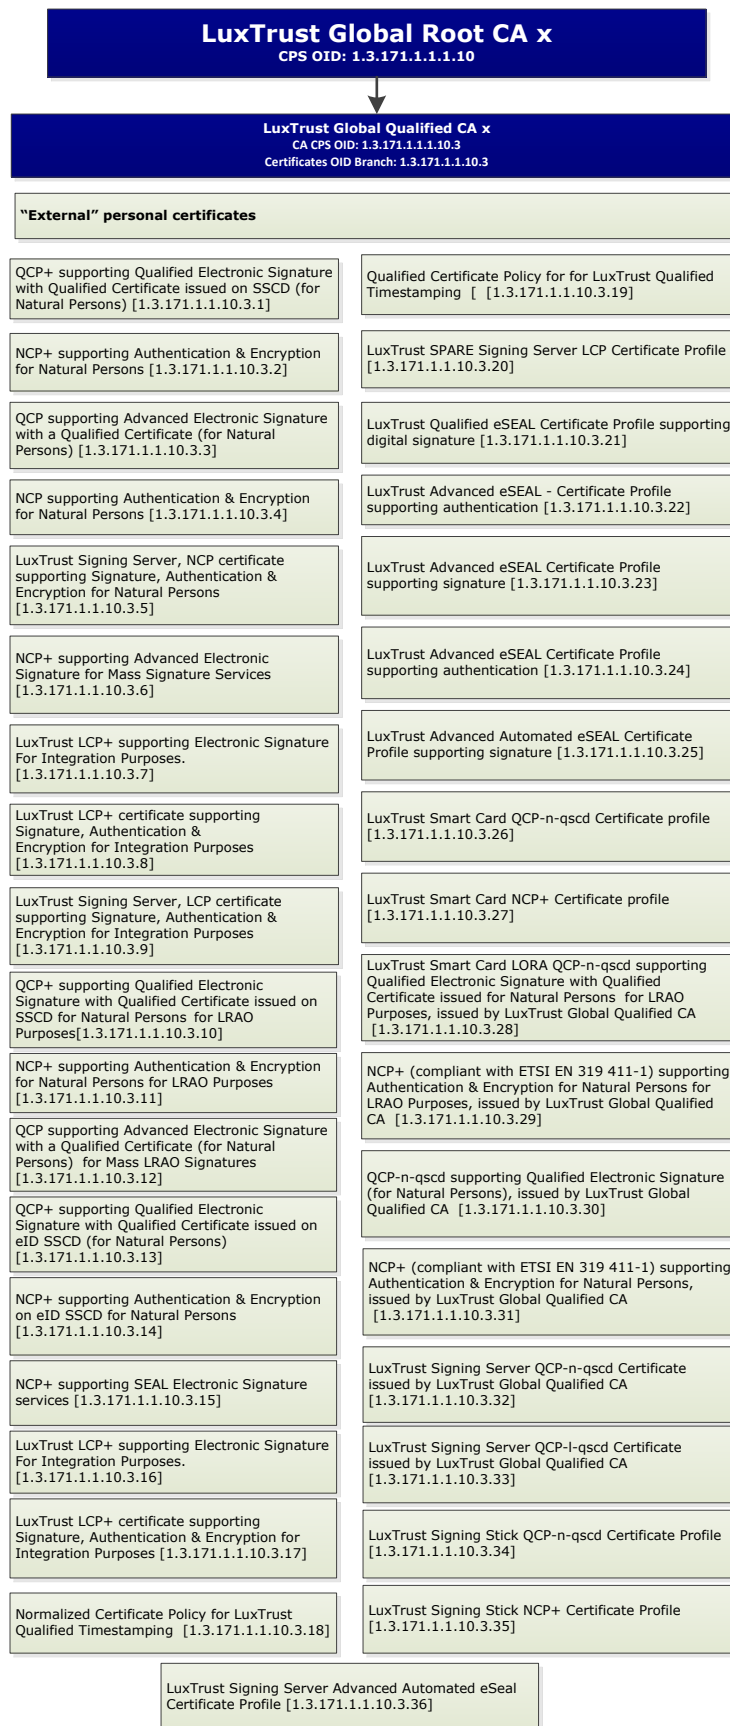 LuxTrust Global Root CA x
CPS OID: 1.3.171.1.1.1.10
LuxTrust Global Qualified CA x
CA CPS OID: 1.3.171.1.1.1.10.3
Certificates OID Branch: 1.3.171.1.1.10.3
“External” personal certificates
QCP+ supporting Qualified Electronic Signature
with Qualified Certificate issued on SSCD (for
Natural Persons) [1.3.171.1.1.10.3.1]
NCP+ supporting Authentication & Encryption
for Natural Persons [1.3.171.1.1.10.3.2]
QCP supporting Advanced Electronic Signature
with a Qualified Certificate (for Natural
Persons) [1.3.171.1.1.10.3.3]
NCP supporting Authentication & Encryption
for Natural Persons [1.3.171.1.1.10.3.4]
LuxTrust Signing Server, NCP certificate
supporting Signature, Authentication &
Encryption for Natural Persons
[1.3.171.1.1.10.3.5]
NCP+ supporting Advanced Electronic
Signature for Mass Signature Services
[1.3.171.1.1.10.3.6]
LuxTrust LCP+ supporting Electronic Signature
For Integration Purposes.
[1.3.171.1.1.10.3.7]
LuxTrust LCP+ certificate supporting
Signature, Authentication &
Encryption for Integration Purposes
[1.3.171.1.1.10.3.8]
LuxTrust Signing Server, LCP certificate
supporting Signature, Authentication &
Encryption for Integration Purposes
[1.3.171.1.1.10.3.9]
QCP+ supporting Qualified Electronic
Signature with Qualified Certificate issued on
SSCD for Natural Persons  for LRAO
Purposes[1.3.171.1.1.10.3.10]
NCP+ supporting Authentication & Encryption
for Natural Persons for LRAO Purposes
[1.3.171.1.1.10.3.11]
QCP supporting Advanced Electronic Signature
with a Qualified Certificate (for Natural
Persons)  for Mass LRAO Signatures
[1.3.171.1.1.10.3.12]
QCP+ supporting Qualified Electronic
Signature with Qualified Certificate issued on
eID SSCD (for Natural Persons)
[1.3.171.1.1.10.3.13]
NCP+ supporting Authentication & Encryption
on eID SSCD for Natural Persons
[1.3.171.1.1.10.3.14]
NCP+ supporting SEAL Electronic Signature
services [1.3.171.1.1.10.3.15]
LuxTrust LCP+ supporting Electronic Signature
For Integration Purposes.
[1.3.171.1.1.10.3.16]
LuxTrust LCP+ certificate supporting
Signature, Authentication & Encryption for
Integration Purposes [1.3.171.1.1.10.3.17]
Normalized Certificate Policy for LuxTrust
Qualified Timestamping  [1.3.171.1.1.10.3.18]
Qualified Certificate Policy for for LuxTrust Qualified
Timestamping  [  [1.3.171.1.1.10.3.19]
LuxTrust SPARE Signing Server LCP Certificate Profile
[1.3.171.1.1.10.3.20]
LuxTrust Qualified eSEAL Certificate Profile supporting
digital signature [1.3.171.1.1.10.3.21]
LuxTrust Advanced eSEAL - Certificate Profile
supporting authentication [1.3.171.1.1.10.3.22]
LuxTrust Advanced eSEAL Certificate Profile
supporting signature [1.3.171.1.1.10.3.23]
LuxTrust Advanced eSEAL Certificate Profile
supporting authentication [1.3.171.1.1.10.3.24]
LuxTrust Advanced Automated eSEAL Certificate
Profile supporting signature [1.3.171.1.1.10.3.25]
LuxTrust Smart Card QCP-n-qscd Certificate profile
[1.3.171.1.1.10.3.26]
LuxTrust Smart Card NCP+ Certificate profile
[1.3.171.1.1.10.3.27]
LuxTrust Smart Card LORA QCP-n-qscd supporting
Qualified Electronic Signature with Qualified
Certificate issued for Natural Persons  for LRAO
Purposes, issued by LuxTrust Global Qualified CA
[1.3.171.1.1.10.3.28]
NCP+ (compliant with ETSI EN 319 411-1) supporting
Authentication & Encryption for Natural Persons for
LRAO Purposes, issued by LuxTrust Global Qualified
CA  [1.3.171.1.1.10.3.29]
QCP-n-qscd supporting Qualified Electronic Signature
(for Natural Persons), issued by LuxTrust Global
Qualified CA  [1.3.171.1.1.10.3.30]
NCP+ (compliant with ETSI EN 319 411-1) supporting
Authentication & Encryption for Natural Persons,
issued by LuxTrust Global Qualified CA
[1.3.171.1.1.10.3.31]
LuxTrust Signing Server QCP-n-qscd Certificate
issued by LuxTrust Global Qualified CA
[1.3.171.1.1.10.3.32]
LuxTrust Signing Server QCP-l-qscd Certificate
issued by LuxTrust Global Qualified CA
[1.3.171.1.1.10.3.33]
LuxTrust Signing Stick QCP-n-qscd Certificate Profile
[1.3.171.1.1.10.3.34]
LuxTrust Signing Stick NCP+ Certificate Profile
[1.3.171.1.1.10.3.35]
LuxTrust Signing Server Advanced Automated eSeal
Certificate Profile [1.3.171.1.1.10.3.36]